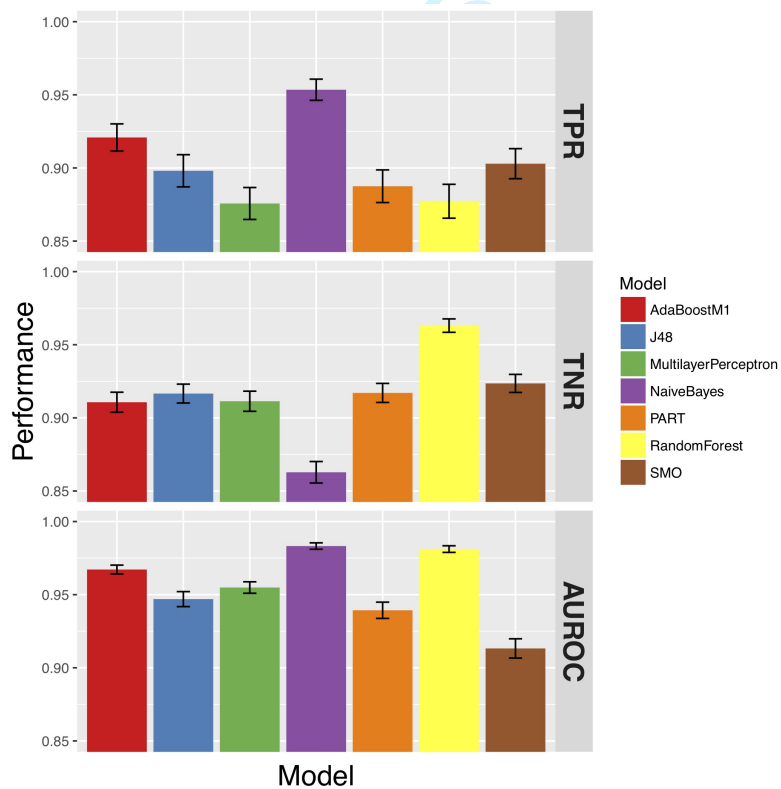 1.00
0.95
0.90
0.85
TPR
1.00
0.95
0.90
0.85
TNR
1.00
0.95
0.90
0.85
AUROC
Performance
Model
Model
AdaBoostM1
J48
MultilayerPerceptron
NaiveBayes
PART
RandomForest
SMO